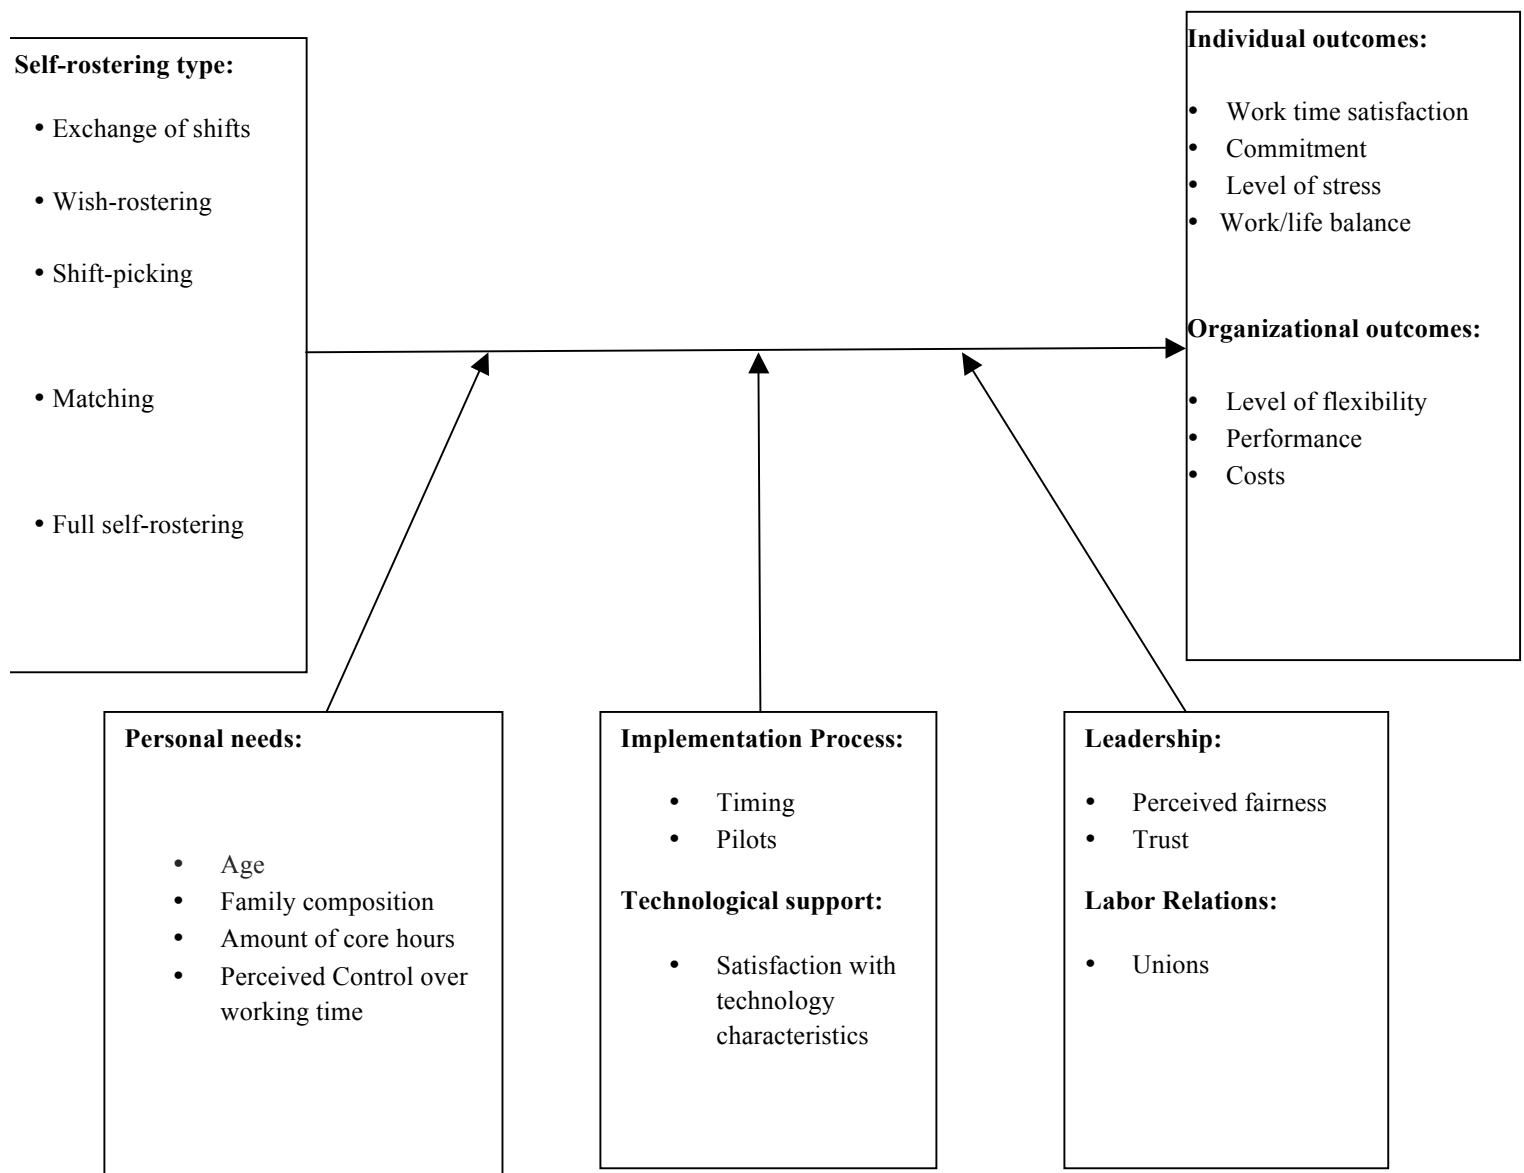 Self-rostering type:
• Exchange of shifts
• Wish-rostering
• Shift-picking
• Matching
• Full self-rostering
Individual outcomes:
• Work time satisfaction
• Commitment
• Level of stress
• Work/life balance
Organizational outcomes:
• Level of flexibility
• Performance
• Costs
Personal needs:
• Age
• Family composition
• Amount of core hours
• Perceived Control over
working time
Implementation Process:
• Timing
• Pilots
Technological support:
• Satisfaction with
technology
characteristics
Leadership:
• Perceived fairness
• Trust
Labor Relations:
• Unions